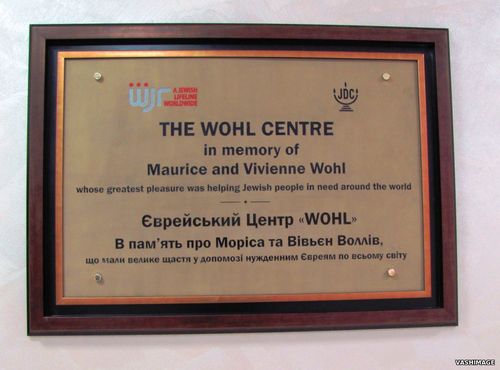 wjr
A JEWISH
LIFELINE
WORLDWIDE
JDC
THE WOHL CENTRE
in memory of
Maurice and Vivienne Wohl
whose greatest pleasure was helping Jewish people in need around the world
Єврейський Центр «WOHL»
В пам'ять про Моріса та Вівьєн Воллів,
що мали велике щастя у допомозі нужденним Євреям по всьому світу
VASHIMAGE